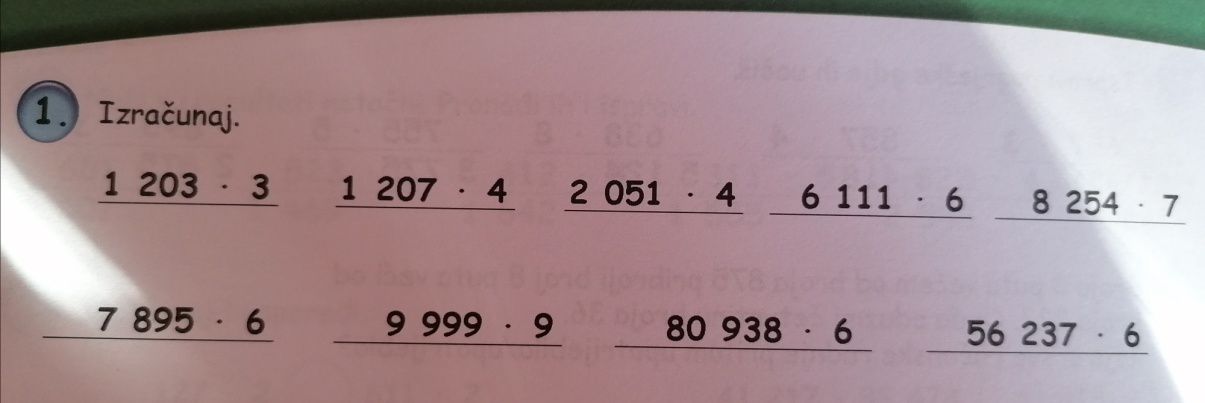 1. Izračunaj.
1 203 · 3 1 207 · 4 2 051 · 4 6 111 · 6 8 254 · 7
7 895 · 6 9 999 · 9 80 938 · 6 56 237 · 6